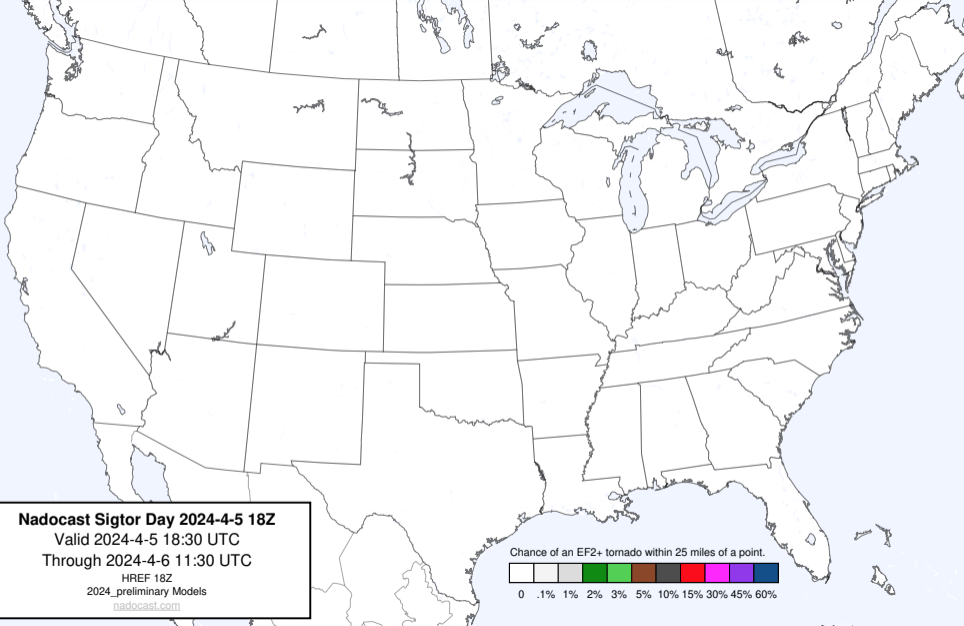 Nadocast Sigtor Day 2024-4-5 18Z
Valid 2024-4-5 18:30 UTC
Through 2024-4-6 11:30 UTC
HREF 18Z
2024_preliminary Models
nadocast.com
Chance of an EF2+ tornado within 25 miles of a point.
0 .1% 1% 2% 3% 5% 10% 15% 30% 45% 60%